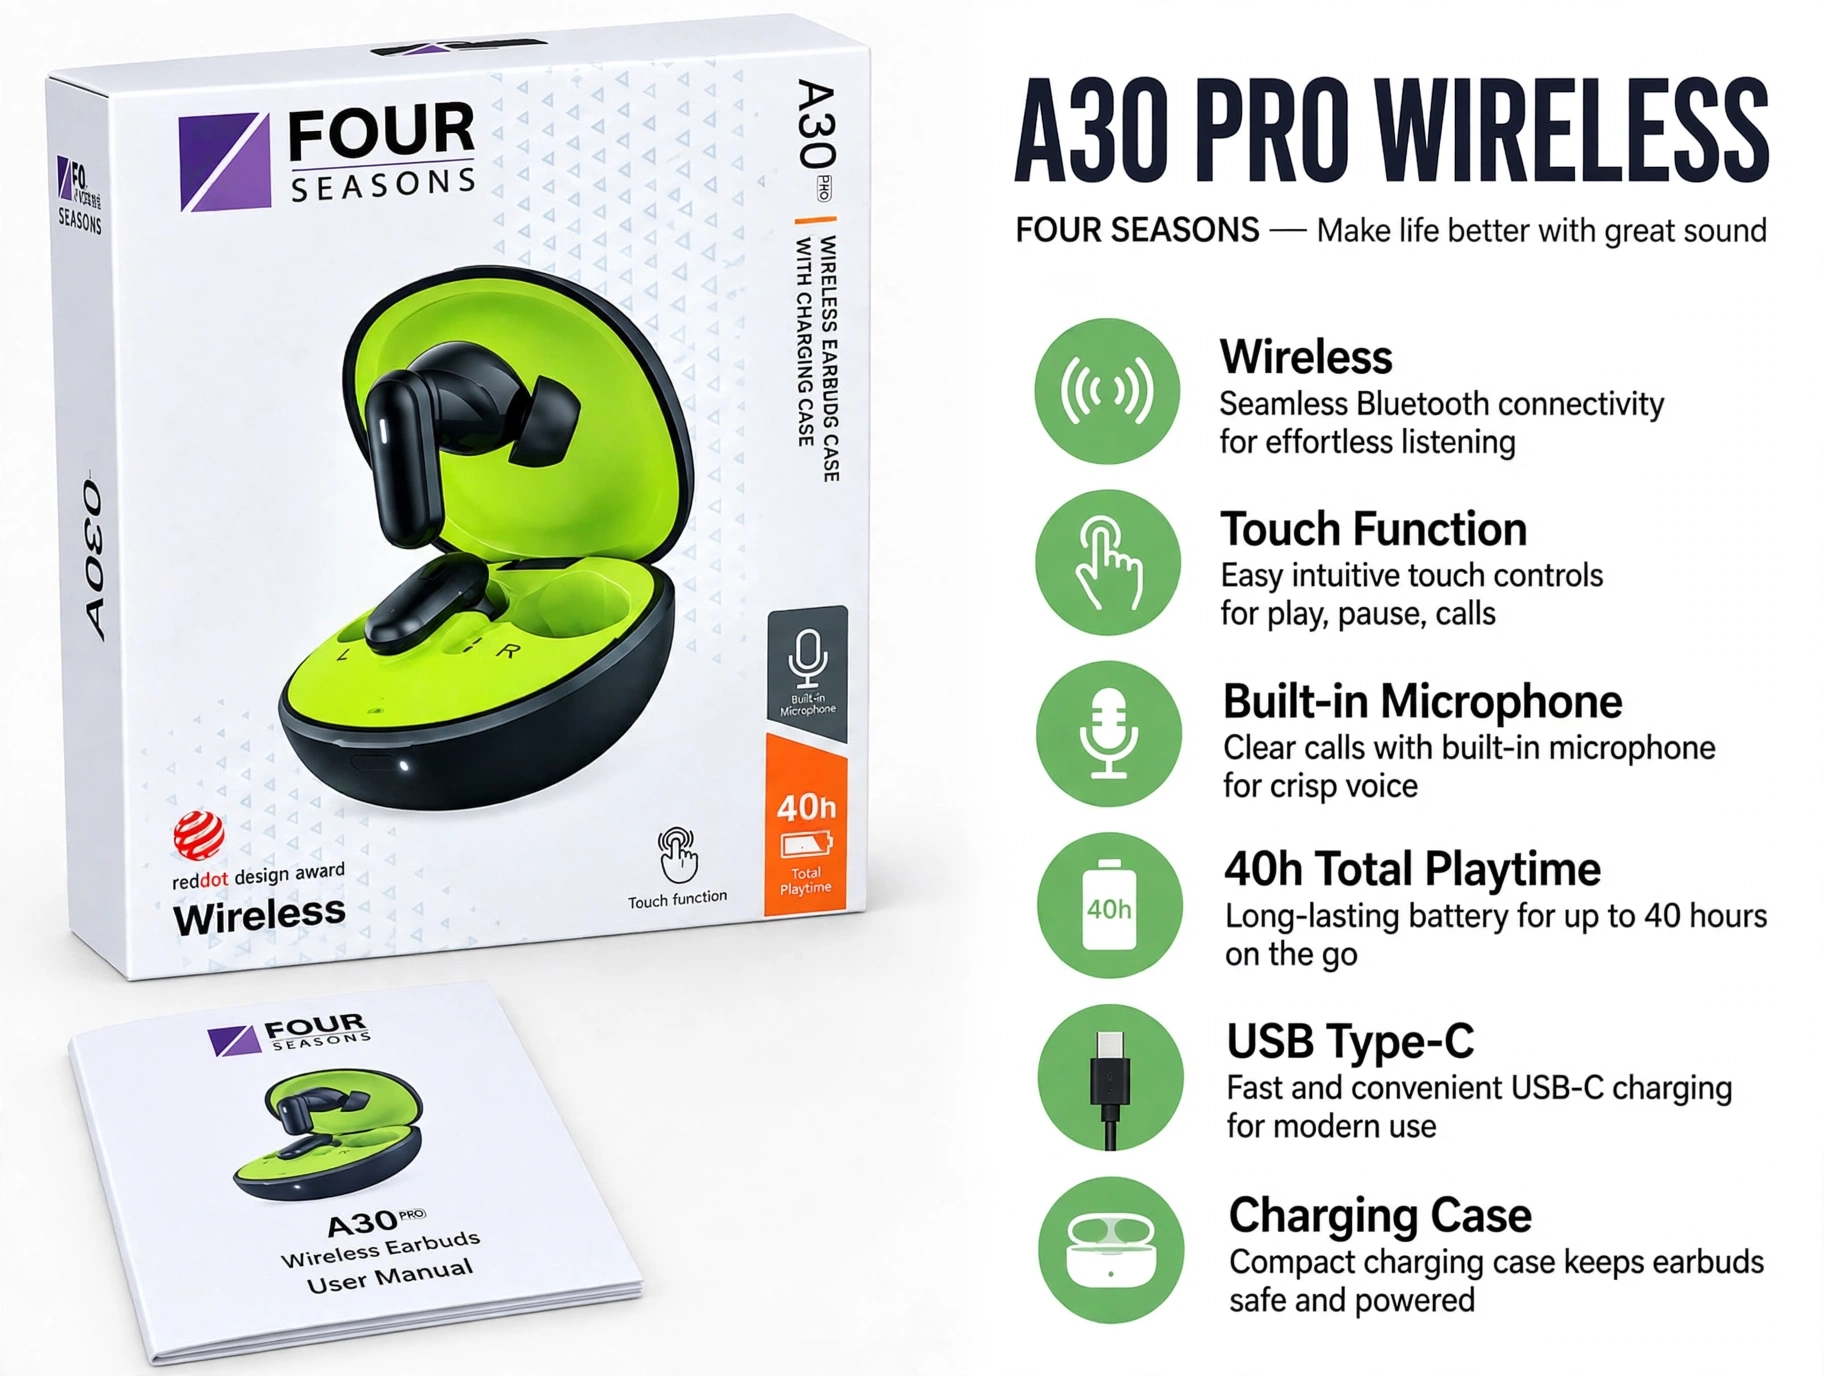 FOUR
SEASONS
A30
PHO
WIRELESS EARBUDG CASE
WITH CHARGING CASE
SEASONS
A030
L
R
Built-in
Microphone
40h
Total
Playtime
reddot design award
Wireless
Touch function
FOUR
SEASONS
A30 PRO
Wireless Earbuds
User Manual
A30 PRO WIRELESS
FOUR SEASONS — Make life better with great sound
Wireless
Seamless Bluetooth connectivity
for effortless listening
Touch Function
Easy intuitive touch controls
for play, pause, calls
Built-in Microphone
Clear calls with built-in microphone
for crisp voice
40h
40h Total Playtime
Long-lasting battery for up to 40 hours
on the go
USB Type-C
Fast and convenient USB-C charging
for modern use
Charging Case
Compact charging case keeps earbuds
safe and powered